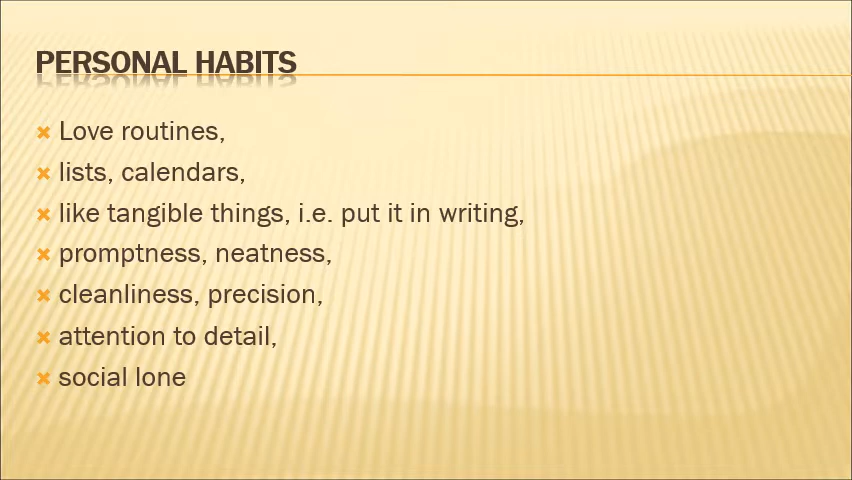 PERSONAL HABITS
Love routines,
lists, calendars,
like tangible things, i.e. put it in writing,
promptness, neatness,
cleanliness, precision,
attention to detail,
social lone